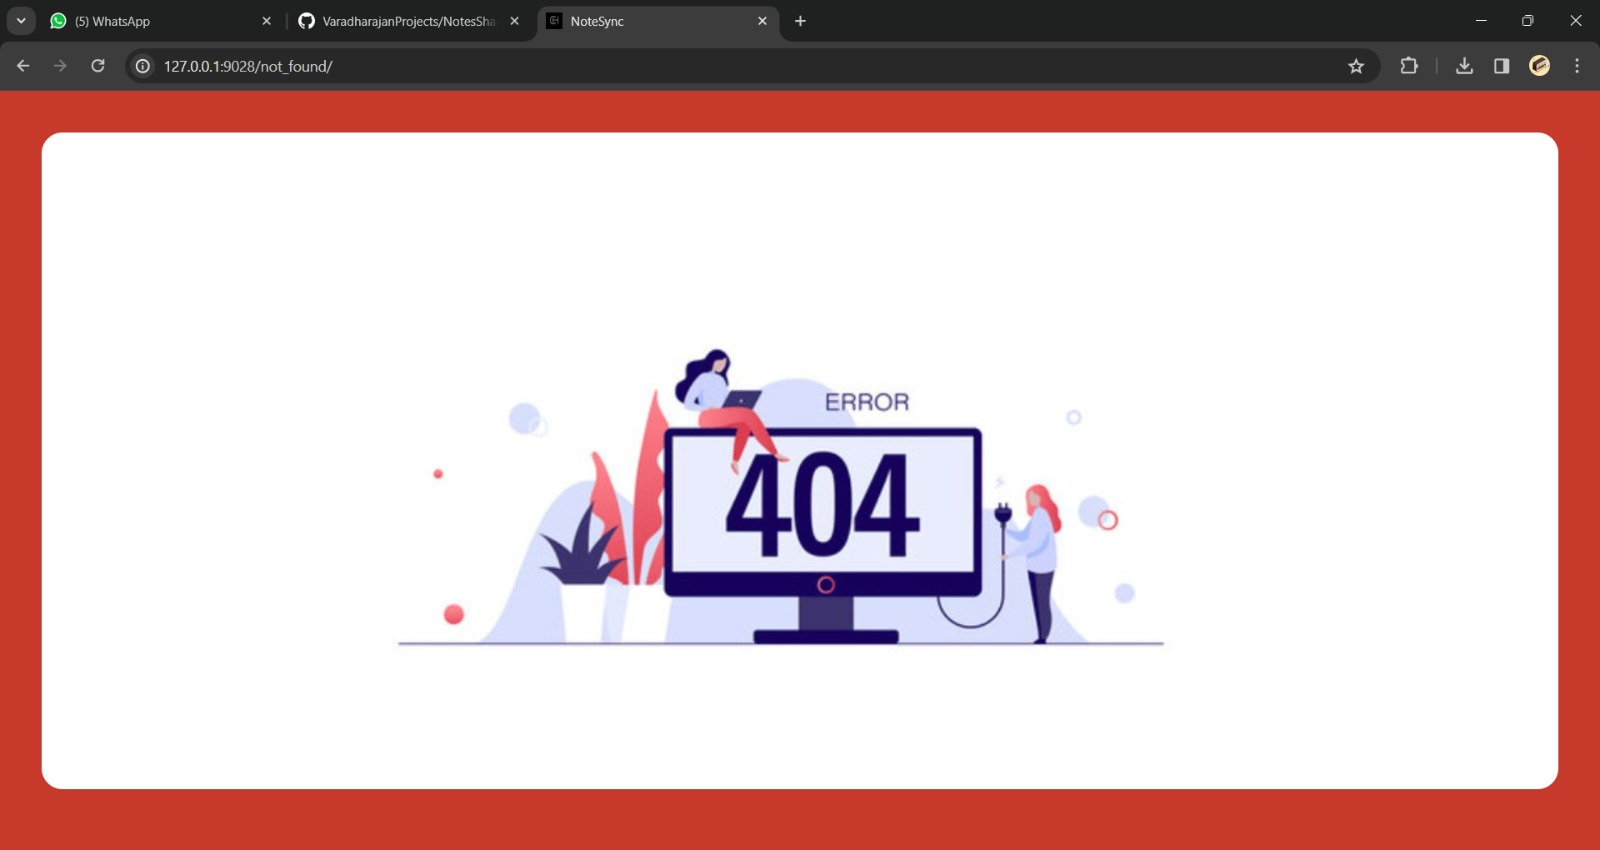 (5) WhatsApp
VaradharajanProjects/NotesSha
NoteSync
127.0.0.1:9028/not_found/
ERROR
404